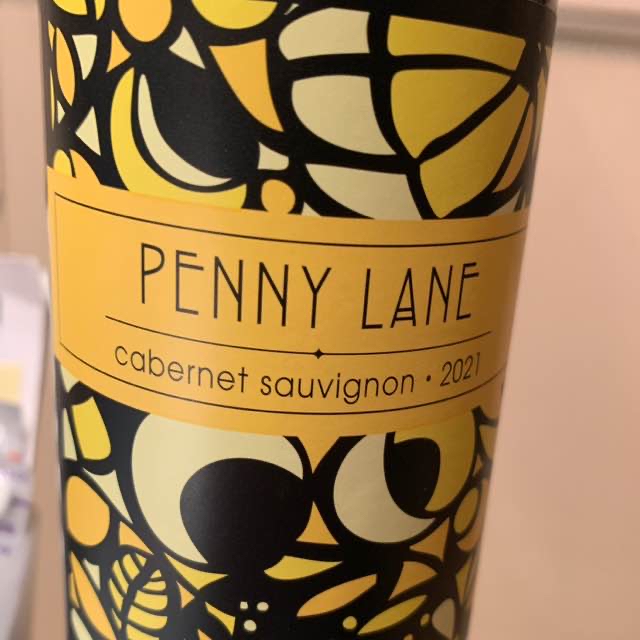 PENNY LANE
cabernet sauvignon • 2021